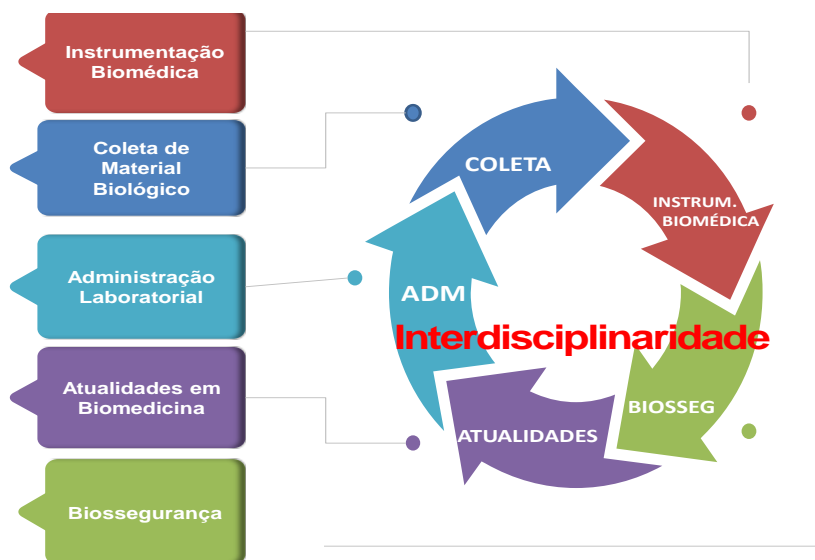 Instrumentação
Biomédica
Coleta de
Material
Biológico
Administração
Laboratorial
Atualidades em
Biomedicina
Biossegurança
COLETA
INSTRUM.
BIOMÉDICA
ADM
Interdisciplinaridade
BIOSSEG
ATUALIDADES